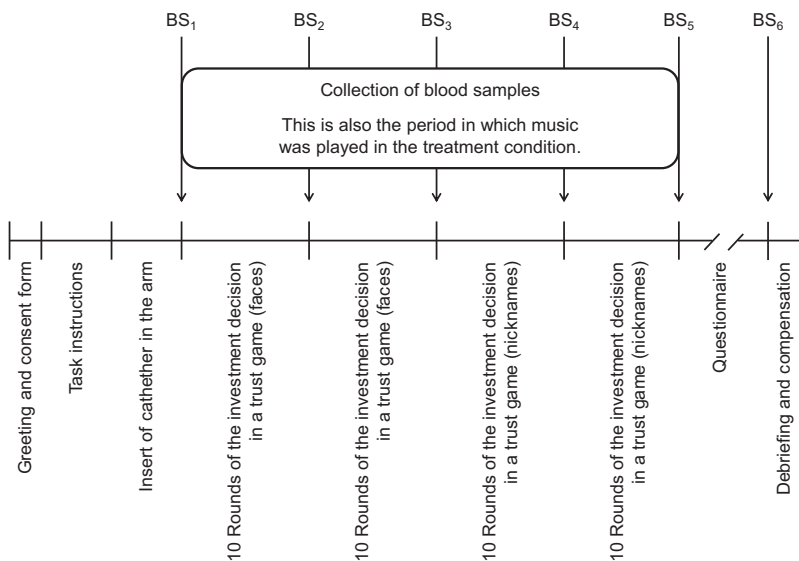 BS₁
BS₂
BS₃
BS₄
BS₅
BS₆
Collection of blood samples
This is also the period in which music
was played in the treatment condition.
Greeting and consent form
Task instructions
Insert of cathether in the arm
10 Rounds of the investment decision
in a trust game (faces)
10 Rounds of the investment decision
in a trust game (faces)
10 Rounds of the investment decision
in a trust game (nicknames)
10 Rounds of the investment decision
in a trust game (nicknames)
Questionnaire
Debriefing and compensation